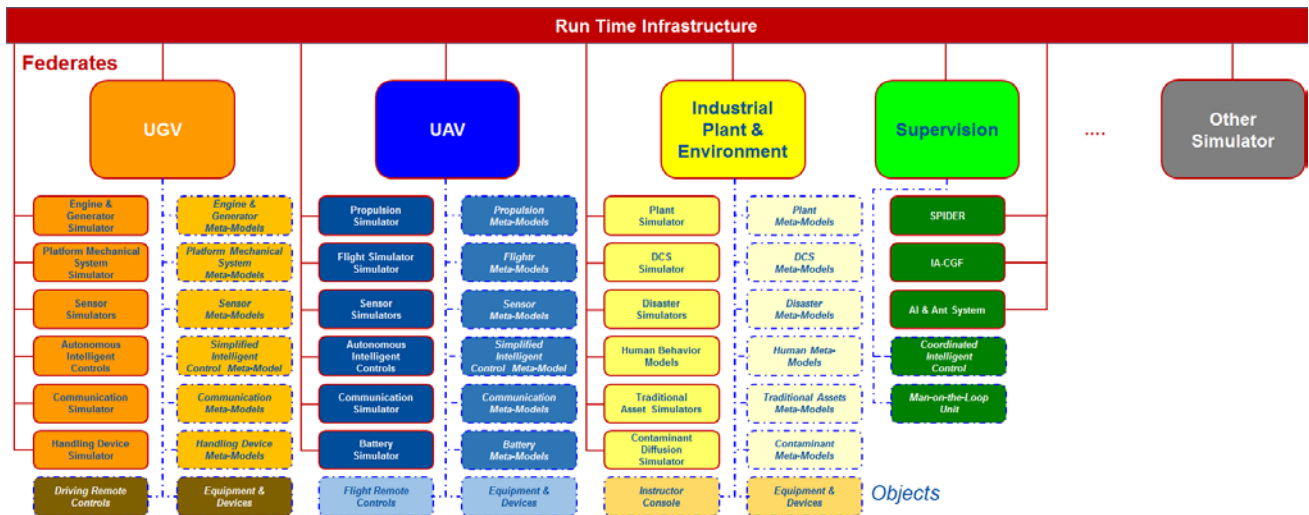 Run Time Infrastructure
Federates
UGV
UAV
Industrial
Plant &
Environment
Supervision
....
Other
Simulator
Engine &
Generator
Simulator
Platform Mechanical
System
Simulator
Sensor
Simulators
Autonomous
Intelligent
Controls
Communication
Simulator
Handling Device
Simulator
Driving Remote
Controls
Engine &
Generator
Meta-Models
Platform Mechanical
System
Meta-Models
Sensor
Meta-Models
Simplified
Intelligent
Control Meta-Model
Communication
Meta-Models
Handling Device
Meta-Models
Equipment &
Devices
Propulsion
Simulator
Flight Simulator
Simulator
Sensor
Simulators
Autonomous
Intelligent
Controls
Communication
Simulator
Battery
Simulator
Flight Remote
Controls
Propulsion
Meta-Models
Flightr
Meta-Models
Sensor
Meta-Models
Simplified
Intelligent
Control Meta-Model
Communication
Meta-Models
Battery
Meta-Models
Equipment &
Devices
Plant
Simulator
DCS
Simulator
Disaster
Simulators
Human Behavior
Models
Traditional
Asset Simulators
Contaminant
Diffusion
Simulator
Instructor
Console
Plant
Meta-Models
DCS
Meta-Models
Disaster
Meta-Models
Human Meta-
Models
Traditional Assets
Meta-Models
Contaminant
Meta-Models
Equipment &
Devices
SPIDER
IA-CGF
AI & Ant System
Coordinated
Intelligent
Control
Man-on-the-Loop
Unit
Objects